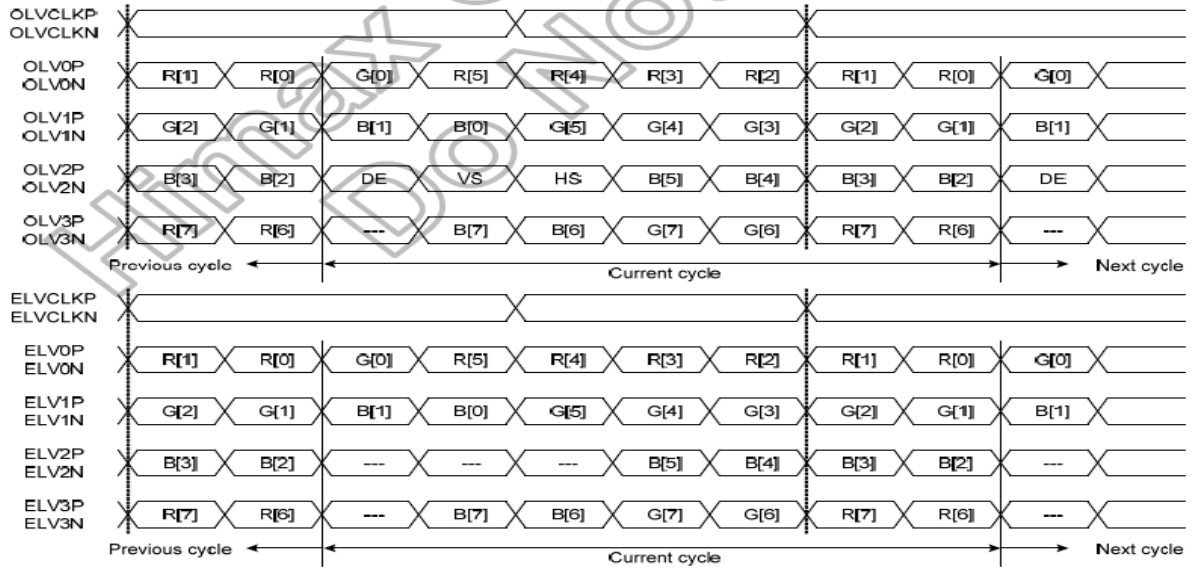 OLVCLKP
OLVCLKN
OLV0P
OLV0N
R[1] R[0] G[0] R[5] R[4] R[3] R[2] R[1] R[0] G[0]
OLV1P
OLV1N
G[2] G[1] B[1] B[0] G[5] G[4] G[3] G[2] G[1] B[1]
OLV2P
OLV2N
B[3] B[2] DE VS HS B[5] B[4] B[3] B[2] DE
OLV3P
OLV3N
R[7] R[6] --- B[7] B[6] G[7] G[6] R[7] R[6] ---
Previous cycle Current cycle Next cycle
ELVCLKP
ELVCLKN
ELV0P
ELV0N
R[1] R[0] G[0] R[5] R[4] R[3] R[2] R[1] R[0] G[0]
ELV1P
ELV1N
G[2] G[1] B[1] B[0] G[5] G[4] G[3] G[2] G[1] B[1]
ELV2P
ELV2N
B[3] B[2] --- --- --- B[5] B[4] B[3] B[2] ---
ELV3P
ELV3N
R[7] R[6] --- B[7] B[6] G[7] G[6] R[7] R[6] ---
Previous cycle Current cycle Next cycle
Himax
Do No